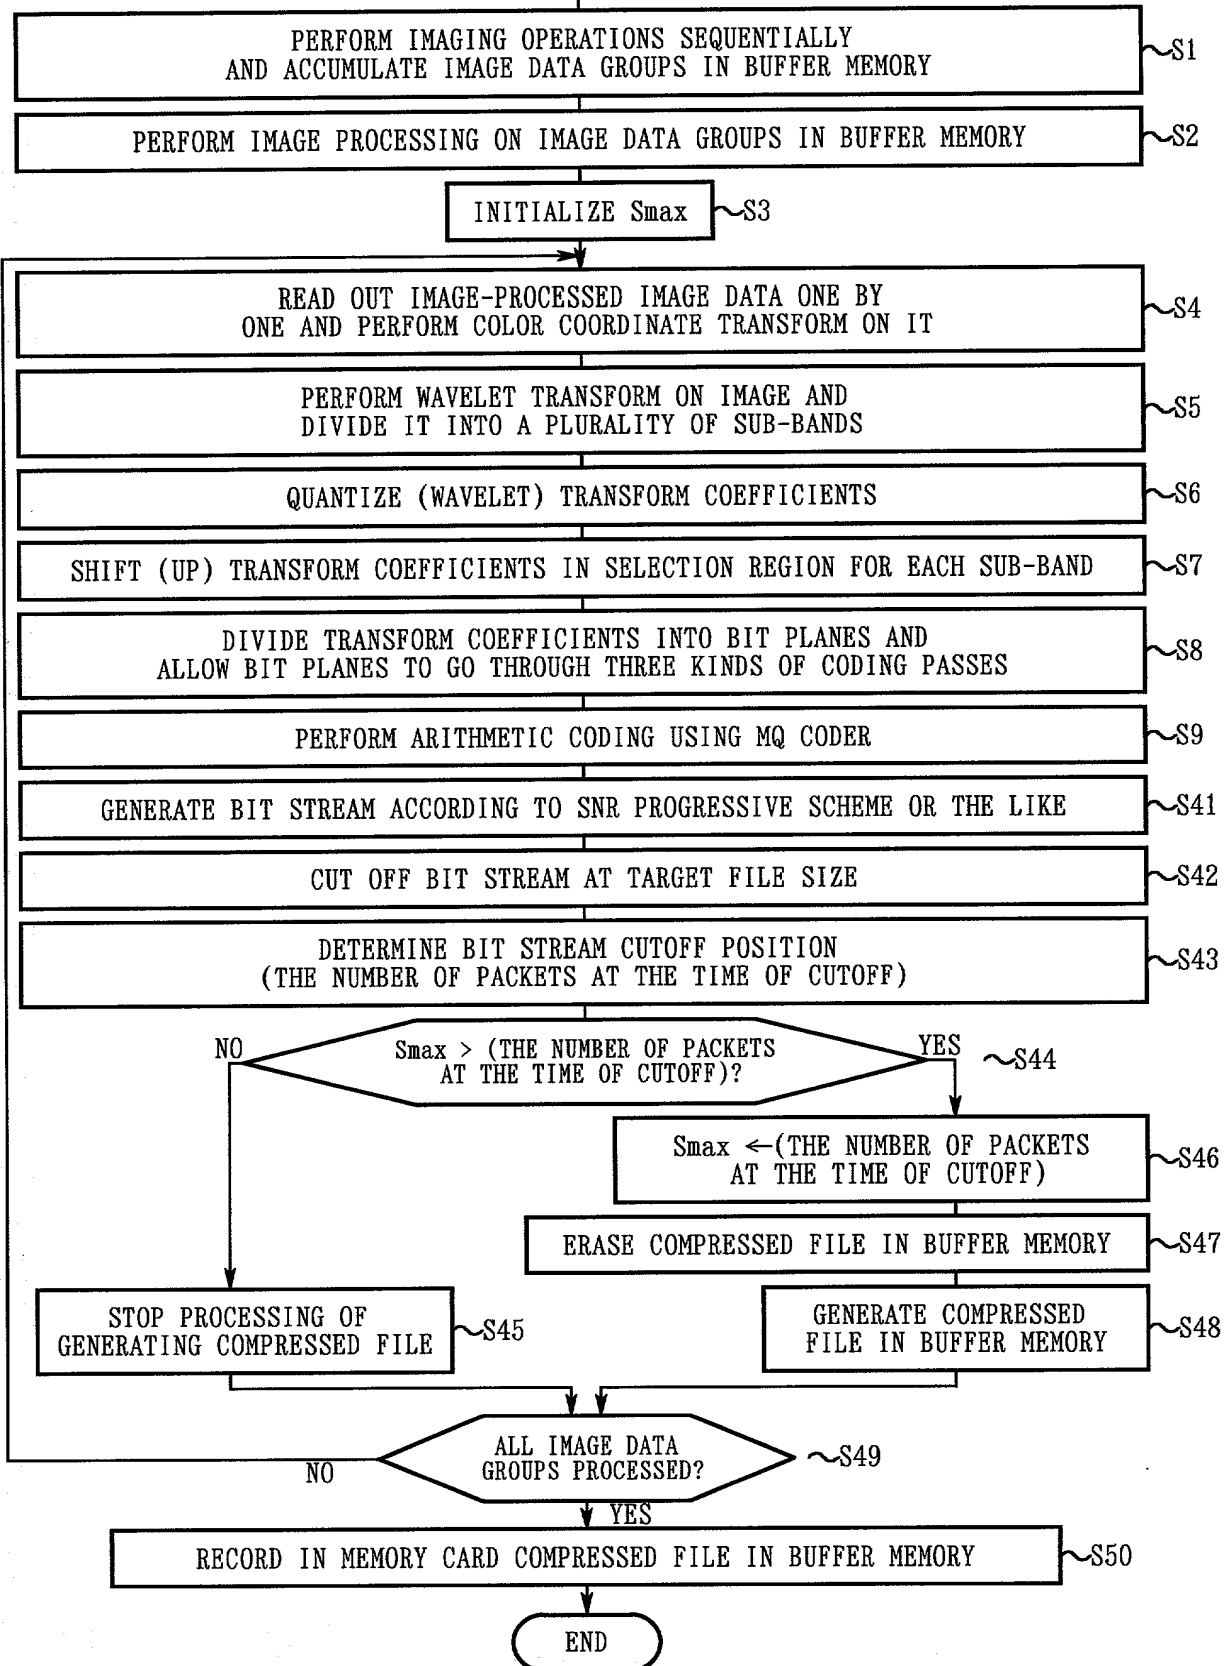 PERFORM IMAGING OPERATIONS SEQUENTIALLY
AND ACCUMULATE IMAGE DATA GROUPS IN BUFFER MEMORY
S1
PERFORM IMAGE PROCESSING ON IMAGE DATA GROUPS IN BUFFER MEMORY
S2
INITIALIZE Smax
S3
READ OUT IMAGE-PROCESSED IMAGE DATA ONE BY
ONE AND PERFORM COLOR COORDINATE TRANSFORM ON IT
S4
PERFORM WAVELET TRANSFORM ON IMAGE AND
DIVIDE IT INTO A PLURALITY OF SUB-BANDS
S5
QUANTIZE (WAVELET) TRANSFORM COEFFICIENTS
S6
SHIFT (UP) TRANSFORM COEFFICIENTS IN SELECTION REGION FOR EACH SUB-BAND
S7
DIVIDE TRANSFORM COEFFICIENTS INTO BIT PLANES AND
ALLOW BIT PLANES TO GO THROUGH THREE KINDS OF CODING PASSES
S8
PERFORM ARITHMETIC CODING USING MQ CODER
S9
GENERATE BIT STREAM ACCORDING TO SNR PROGRESSIVE SCHEME OR THE LIKE
S41
CUT OFF BIT STREAM AT TARGET FILE SIZE
S42
DETERMINE BIT STREAM CUTOFF POSITION
(THE NUMBER OF PACKETS AT THE TIME OF CUTOFF)
S43
NO
Smax > (THE NUMBER OF PACKETS
AT THE TIME OF CUTOFF)?
YES
S44
Smax ←(THE NUMBER OF PACKETS
AT THE TIME OF CUTOFF)
S46
ERASE COMPRESSED FILE IN BUFFER MEMORY
S47
STOP PROCESSING OF
GENERATING COMPRESSED FILE
S45
GENERATE COMPRESSED
FILE IN BUFFER MEMORY
S48
ALL IMAGE DATA
GROUPS PROCESSED?
S49
NO
YES
RECORD IN MEMORY CARD COMPRESSED FILE IN BUFFER MEMORY
S50
END